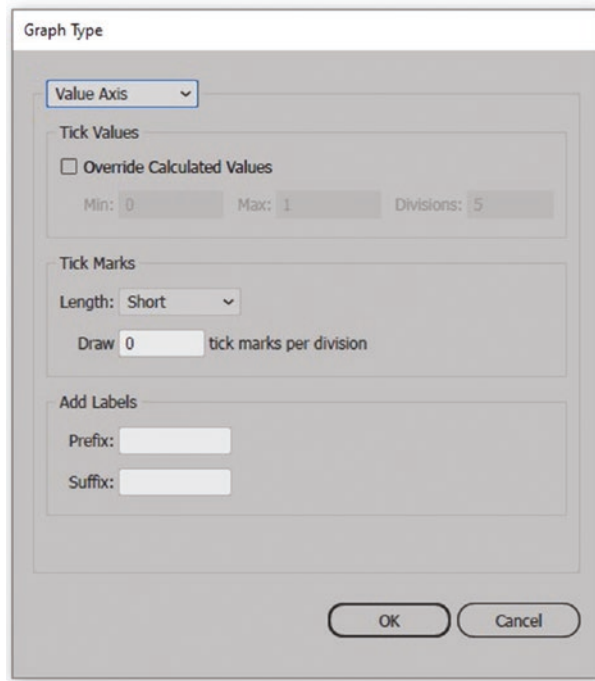 Graph Type
Value Axis
Tick Values
Override Calculated Values
Min: 0 Max: 1 Divisions: 5
Tick Marks
Length: Short
Draw 0 tick marks per division
Add Labels
Prefix:
Suffix:
OK Cancel